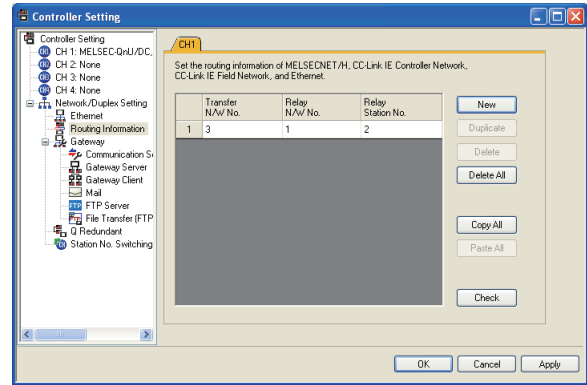 Controller Setting
Controller Setting
CH 1: MELSEC-QnU/DC,
CH 2: None
CH 3: None
CH 4: None
Network/Duplex Setting
Ethernet
Routing Information
Gateway
Communication S
Gateway Server
Gateway Client
Mail
FTP Server
File Transfer (FTP
Q Redundant
Station No. Switching
CH1
Set the routing information of MELSECNET/H, CC-Link IE Controller Network,
CC-Link IE Field Network, and Ethernet.
Transfer N/W No. Relay N/W No. Relay Station No.
1 3 1 2
New
Duplicate
Delete
Delete All
Copy All
Paste All
Check
OK Cancel Apply